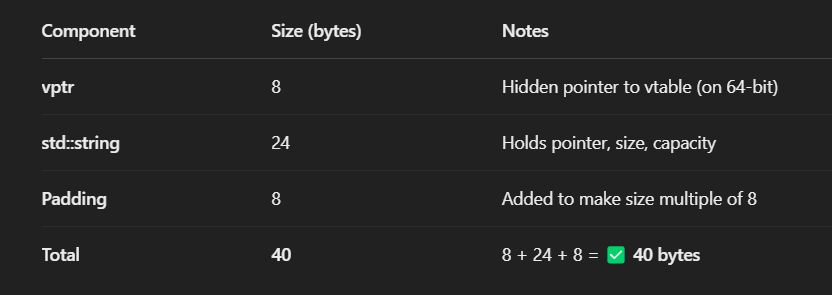 Component Size (bytes) Notes
vptr 8 Hidden pointer to vtable (on 64-bit)
std::string 24 Holds pointer, size, capacity
Padding 8 Added to make size multiple of 8
Total 40 8 + 24 + 8 = ✅ 40 bytes